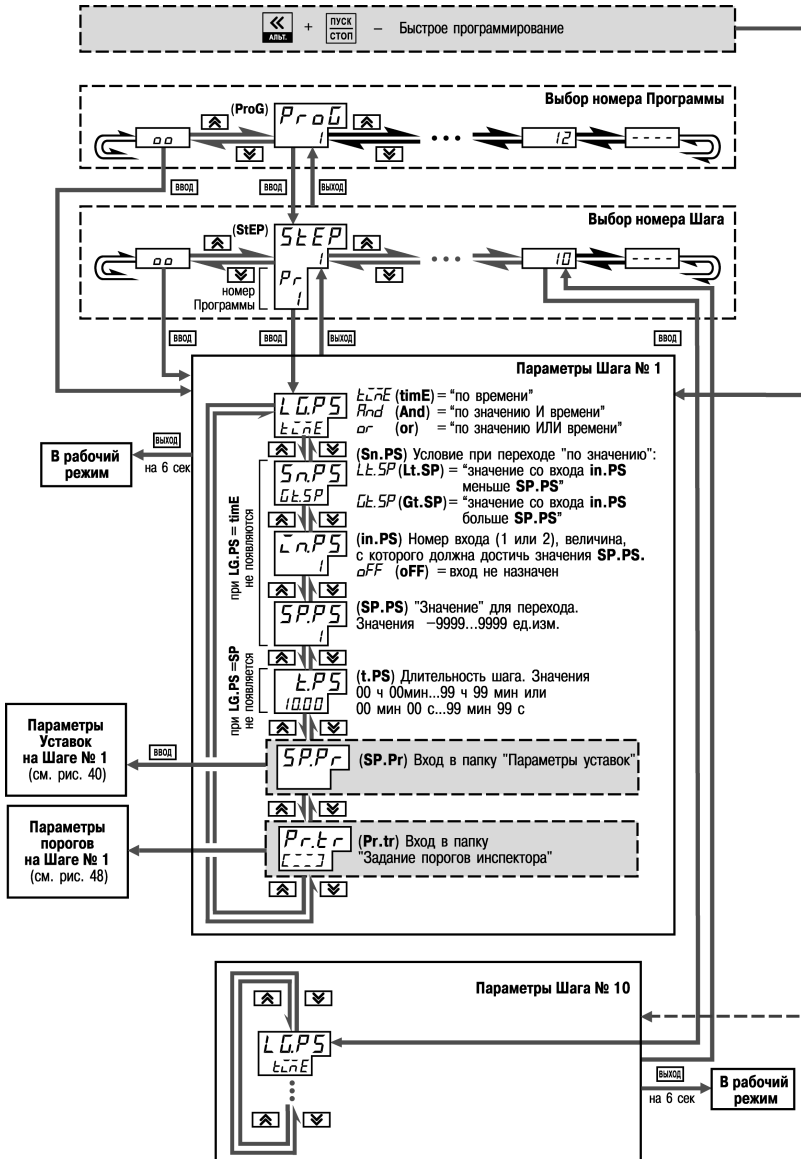 « АЛЬТ. + ПУСК СТОП – Быстрое программирование
Выбор номера Программы
(ProG) ProG 1
oo
12
- - - -
ВВОД ВВОД ВЫХОД
Выбор номера Шага
(StEP) StEP 1
oo
10
- - - -
Pr 1
номер
Программы
ВВОД ВВОД ВЫХОД ВВОД
Параметры Шага № 1
LG.PS
timE
timE (timE) = “по времени”
And (And) = “по значению И времени”
or (or) = “по значению ИЛИ времени”
ВЫХОД
на 6 сек
В рабочий
режим
при LG.PS = timE
не появляются
Sn.PS
Gt.SP
(Sn.PS) Условие при переходе "по значению":
Lt.SP (Lt.SP) = “значение со входа in.PS
меньше SP.PS”
Gt.SP (Gt.SP) = “значение со входа in.PS
больше SP.PS”
in.PS
1
(in.PS) Номер входа (1 или 2), величина,
с которого должна достичь значения SP.PS.
oFF (oFF) = вход не назначен
SP.PS
1
(SP.PS) "Значение" для перехода.
Значения –9999...9999 ед.изм.
при LG.PS =SP
не появляется
t.PS
10.00
(t.PS) Длительность шага. Значения
00 ч 00мин...99 ч 99 мин или
00 мин 00 с...99 мин 99 с
Параметры
Уставок
на Шаге № 1
(см. рис. 40)
ВВОД
SP.Pr
(SP.Pr) Вход в папку "Параметры уставок"
Параметры
порогов
на Шаге № 1
(см. рис. 48)
Pr.tr
[---]
(Pr.tr) Вход в папку
"Задание порогов инспектора"
Параметры Шага № 10
LG.PS
timE
ВЫХОД
на 6 сек
В рабочий
режим